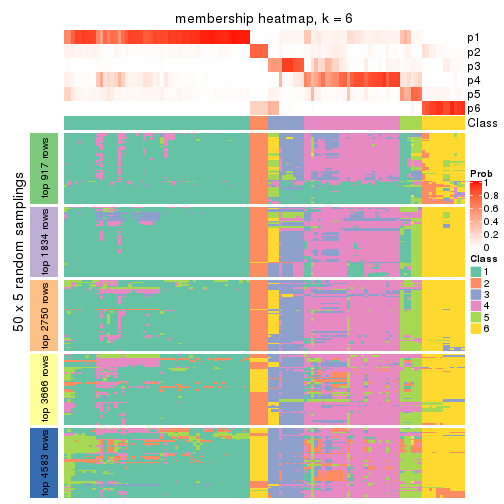 membership heatmap, k = 6
p1
p2
p3
p4
p5
p6
Class
50 x 5 random samplings
top 917 rows
top 1834 rows
top 2750 rows
top 3666 rows
top 4583 rows
Prob
1
0.8
0.6
0.4
0.2
0
Class
1
2
3
4
5
6